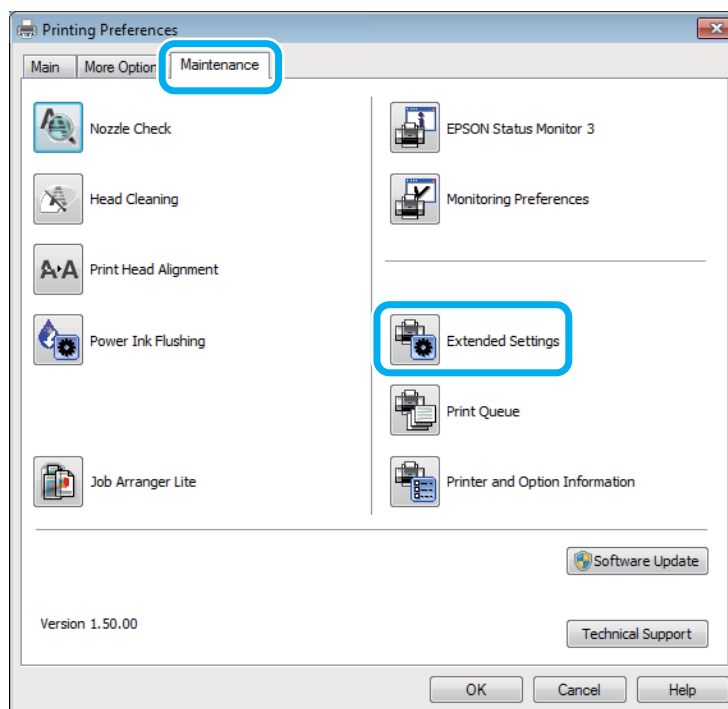 Printing Preferences
Main
More Option
Maintenance
Nozzle Check
EPSON Status Monitor 3
Head Cleaning
Monitoring Preferences
Print Head Alignment
Power Ink Flushing
Extended Settings
Print Queue
Job Arranger Lite
Printer and Option Information
Software Update
Version 1.50.00
Technical Support
OK
Cancel
Help